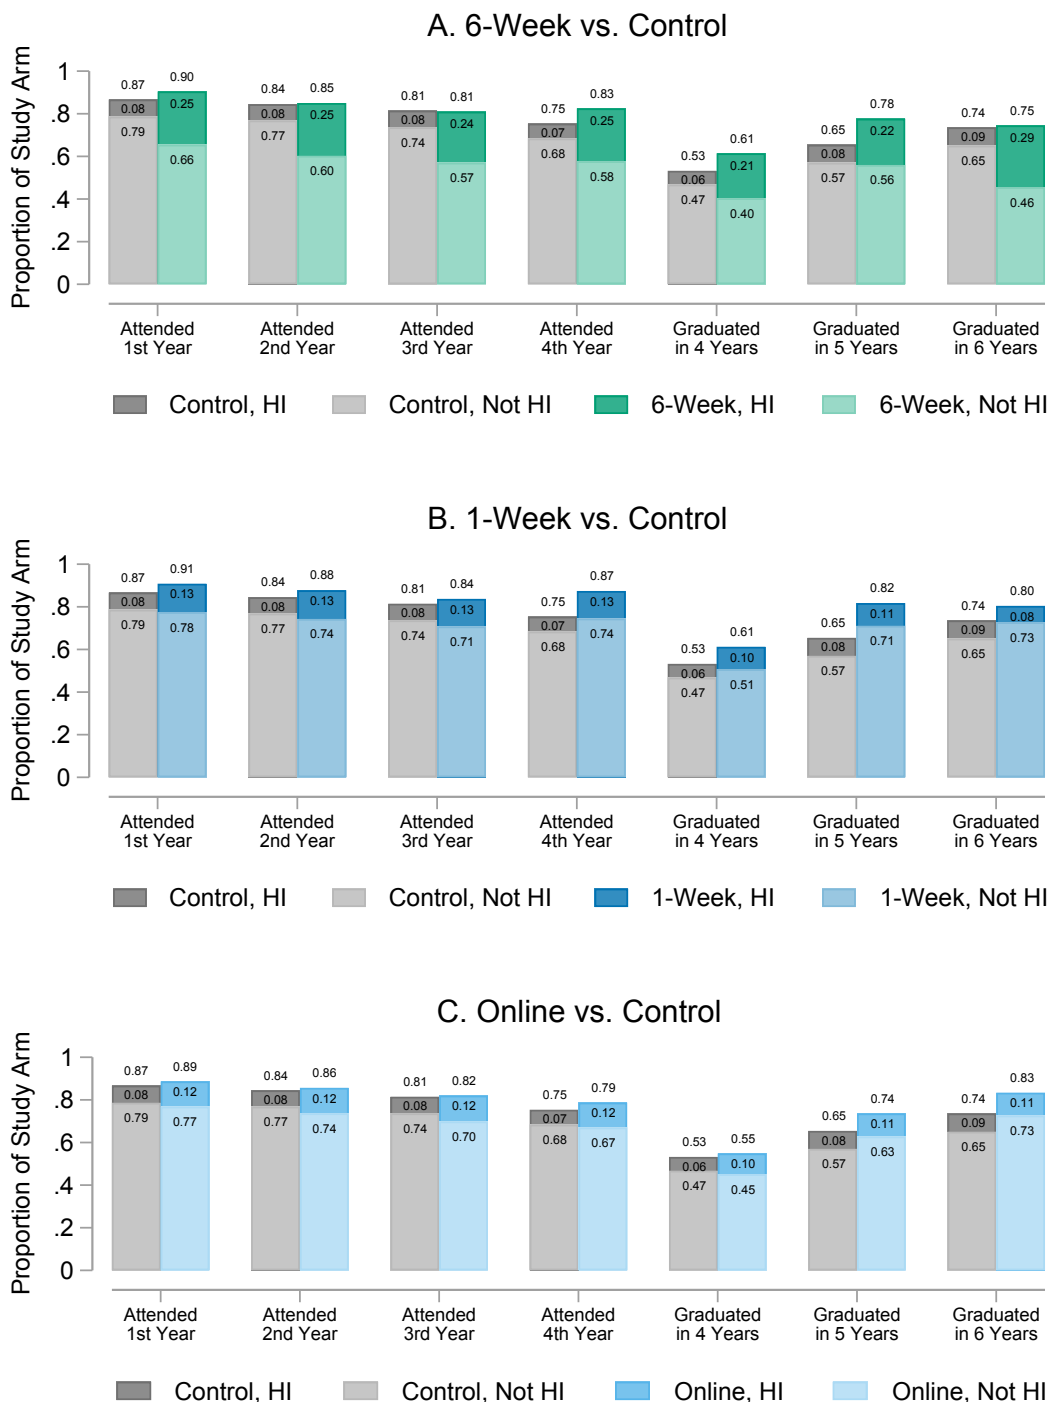 A. 6-Week vs. Control
Proportion of Study Arm
1
.8
.6
.4
.2
0
0.87 0.90 0.84 0.85 0.81 0.81 0.75 0.83 0.53 0.61 0.65 0.78 0.74 0.75
0.08 0.25 0.08 0.25 0.08 0.24 0.07 0.25 0.06 0.21 0.08 0.22 0.09 0.29
0.79 0.66 0.77 0.60 0.74 0.57 0.68 0.58 0.47 0.40 0.57 0.56 0.65 0.46
Attended Attended Attended Attended Graduated Graduated Graduated
1st Year 2nd Year 3rd Year 4th Year in 4 Years in 5 Years in 6 Years
Control, HI Control, Not HI 6-Week, HI 6-Week, Not HI
B. 1-Week vs. Control
Proportion of Study Arm
1
.8
.6
.4
.2
0
0.87 0.91 0.84 0.88 0.81 0.84 0.75 0.87 0.53 0.61 0.65 0.82 0.74 0.80
0.08 0.13 0.08 0.13 0.08 0.13 0.07 0.13 0.06 0.10 0.08 0.11 0.09 0.08
0.79 0.78 0.77 0.74 0.74 0.71 0.68 0.74 0.47 0.51 0.57 0.71 0.65 0.73
Attended Attended Attended Attended Graduated Graduated Graduated
1st Year 2nd Year 3rd Year 4th Year in 4 Years in 5 Years in 6 Years
Control, HI Control, Not HI 1-Week, HI 1-Week, Not HI
C. Online vs. Control
Proportion of Study Arm
1
.8
.6
.4
.2
0
0.87 0.89 0.84 0.86 0.81 0.82 0.75 0.79 0.53 0.55 0.65 0.74 0.74 0.83
0.08 0.12 0.08 0.12 0.08 0.12 0.07 0.12 0.06 0.10 0.08 0.11 0.09 0.11
0.79 0.77 0.77 0.74 0.74 0.70 0.68 0.67 0.47 0.45 0.57 0.63 0.65 0.73
Attended Attended Attended Attended Graduated Graduated Graduated
1st Year 2nd Year 3rd Year 4th Year in 4 Years in 5 Years in 6 Years
Control, HI Control, Not HI Online, HI Online, Not HI